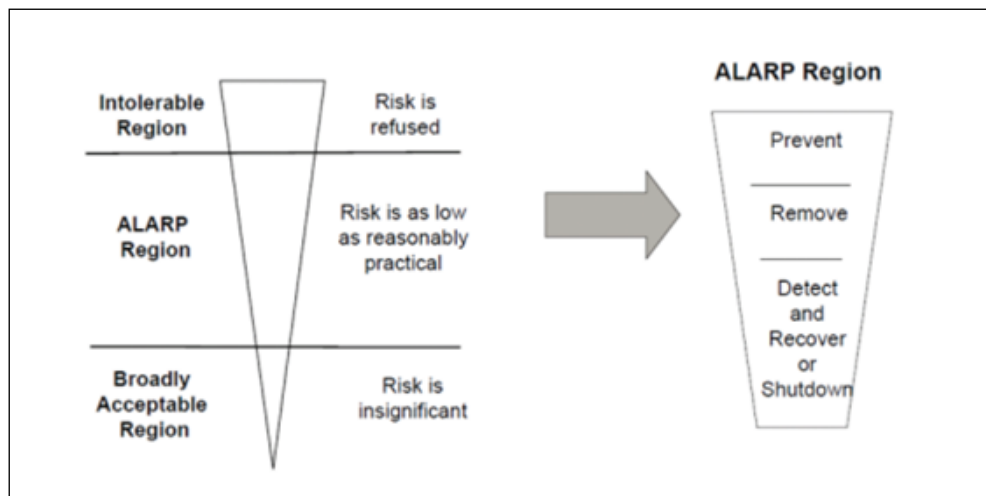 Intolerable
Region
Risk is
refused
ALARP
Region
Risk is as low
as reasonably
practical
Broadly
Acceptable
Region
Risk is
insignificant
ALARP Region
Prevent
Remove
Detect
and
Recover
or
Shutdown